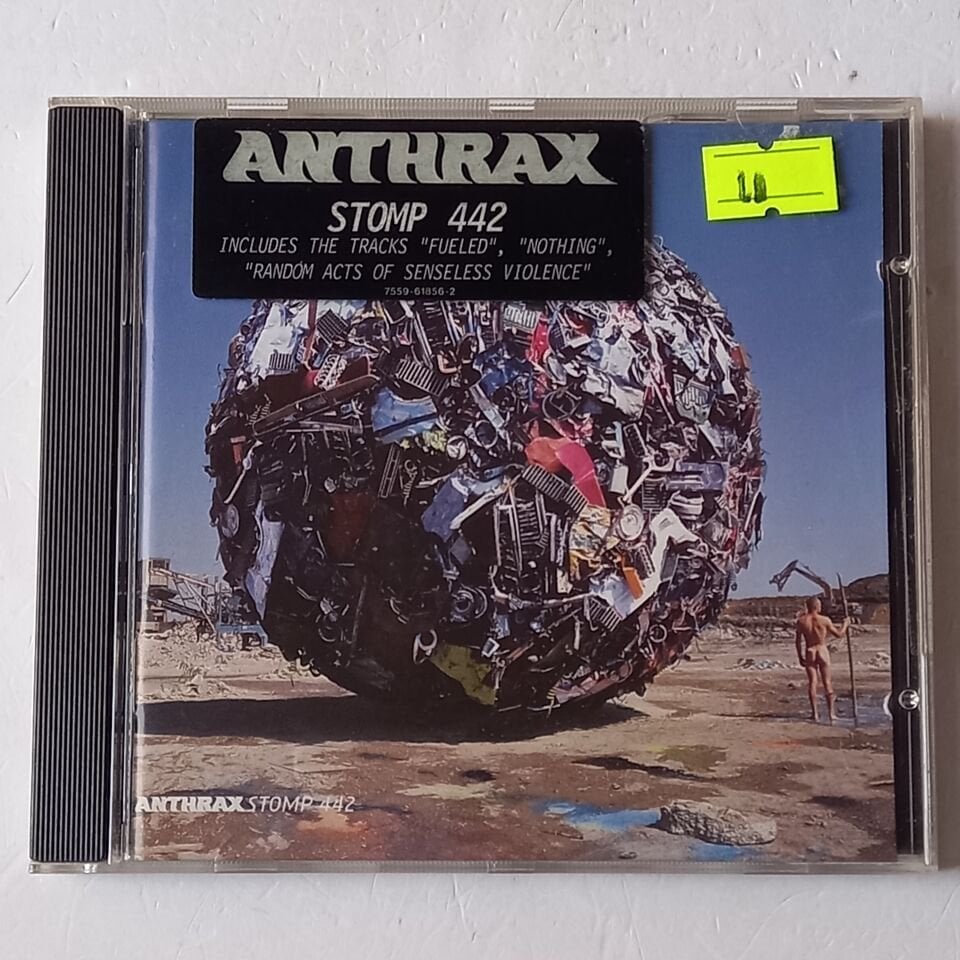 ANTHRAX
STOMP 442
INCLUDES THE TRACKS "FUELED", "NOTHING",
"RANDOM ACTS OF SENSELESS VIOLENCE"
7559-61856-2
ANTHRAX STOMP 442